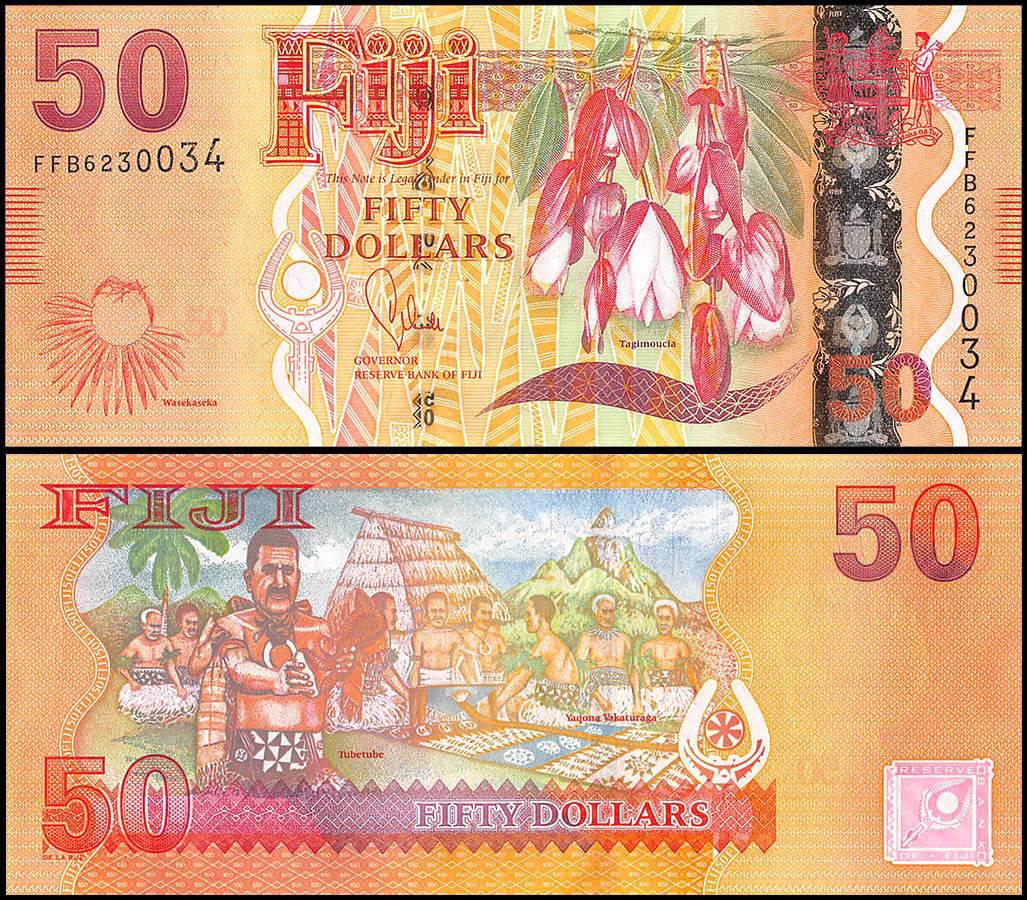 50
FFB6230034
Fiji
This Note is Legal Tender in Fiji for
FIFTY
DOLLARS
GOVERNOR
RESERVE BANK OF FIJI
Wasekaseka
Tagimoucia
50
FFB6230034
FIJI
50
Tubetube
Yaqona Vakaturaga
50
DE LA RUE
FIFTY DOLLARS
RESERVE
BANK
OF FIJI